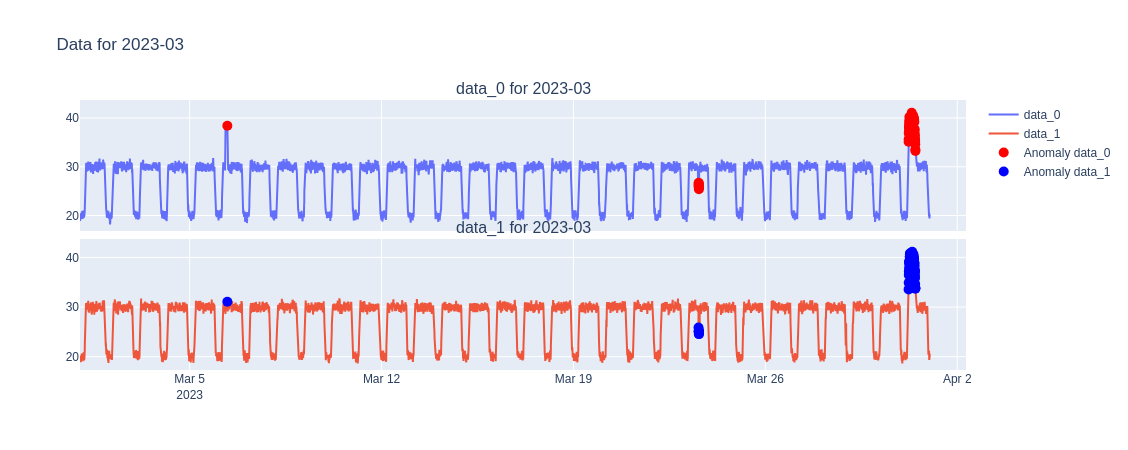 Data for 2023-03
data_0 for 2023-03
40
30
20
data_1 for 2023-03
40
30
20
Mar 5
2023
Mar 12
Mar 19
Mar 26
Apr 2
data_0
data_1
Anomaly data_0
Anomaly data_1